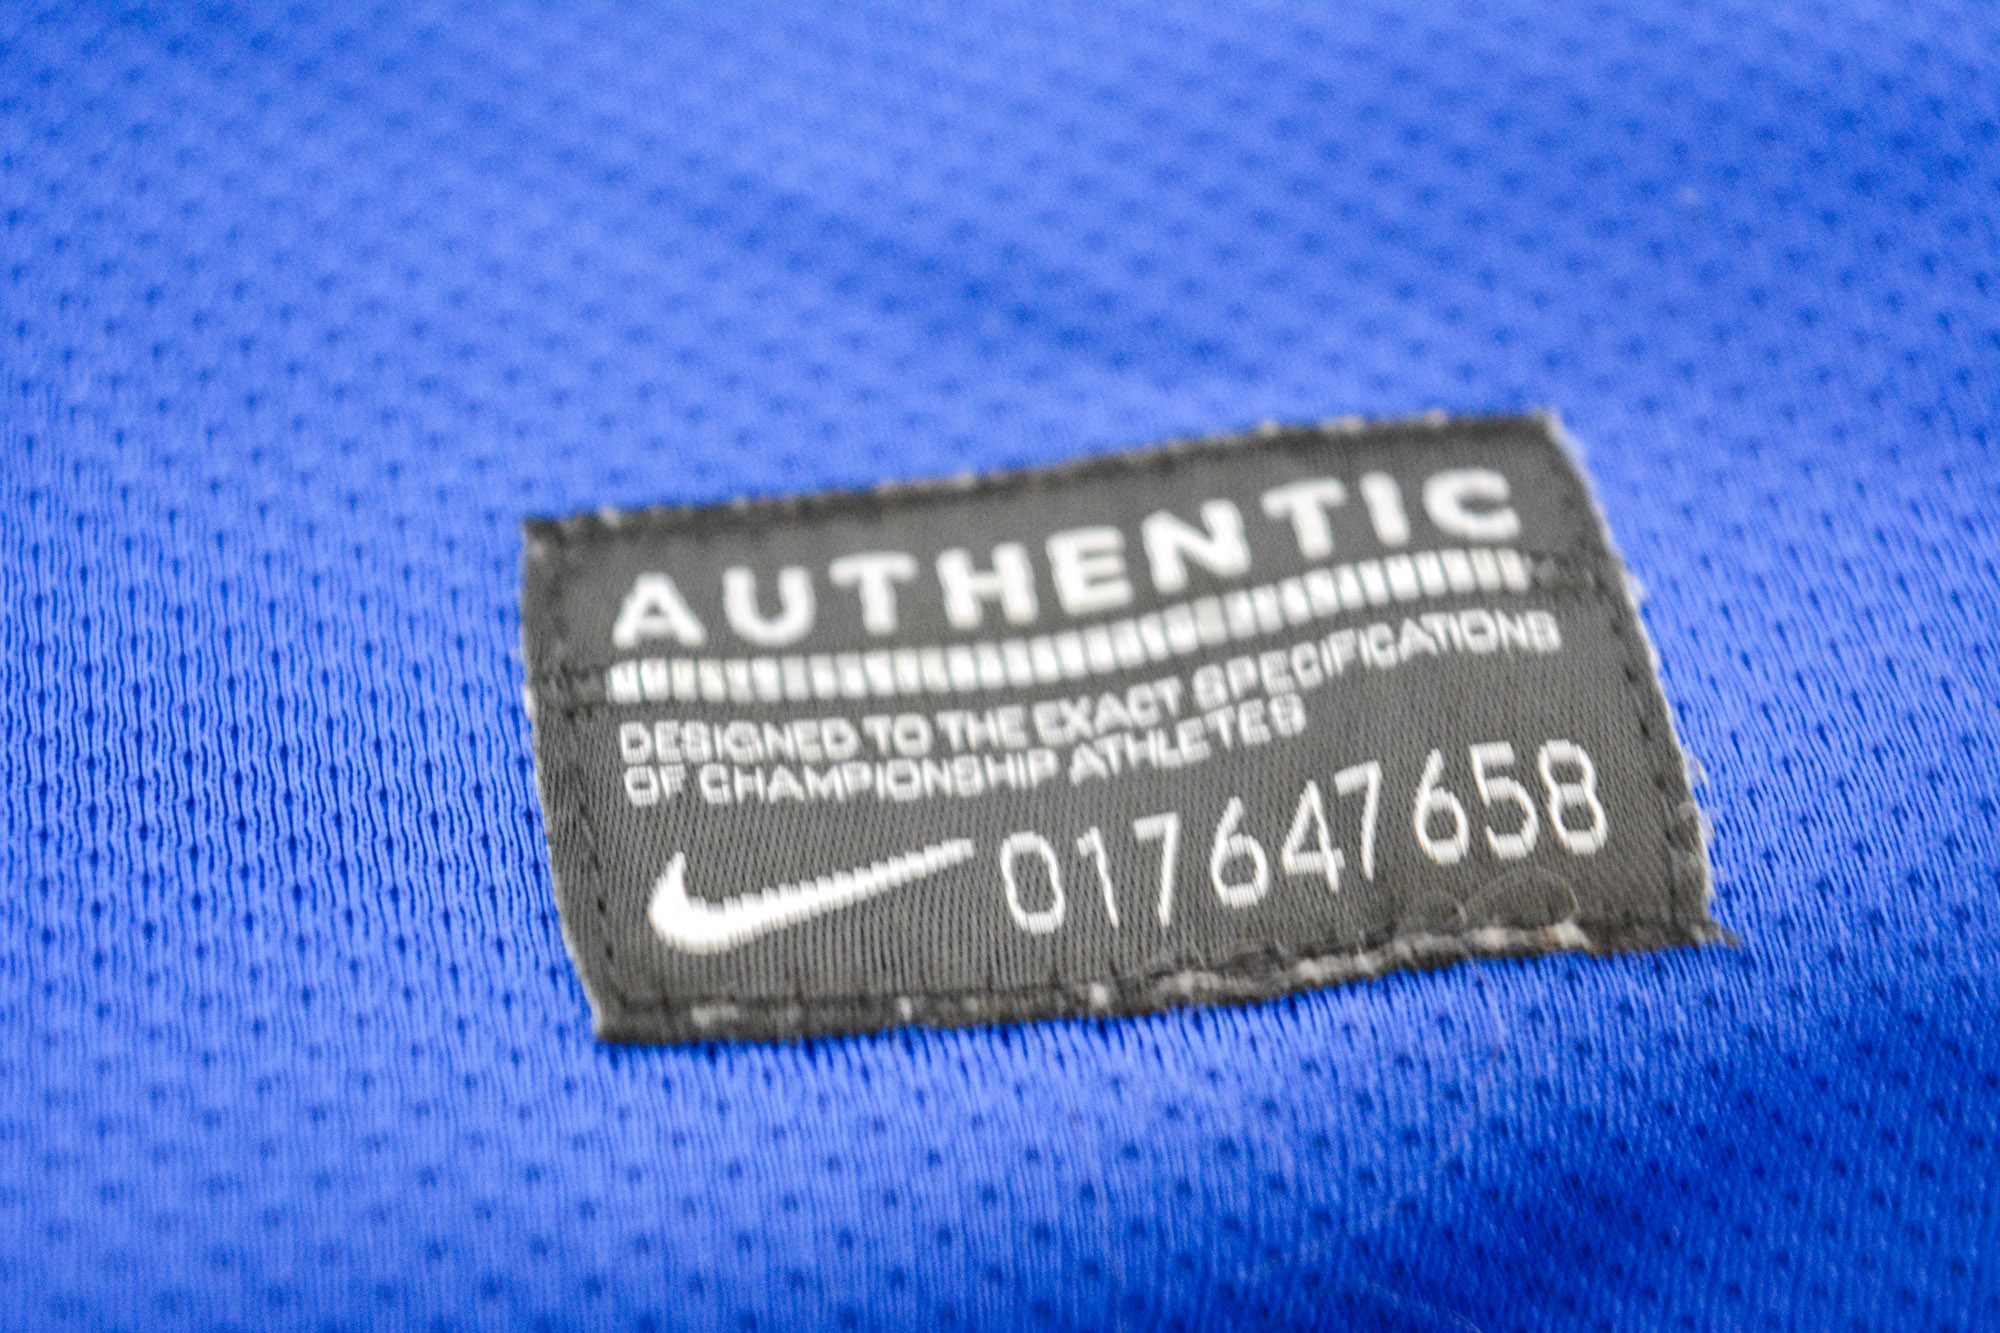 AUTHENTIC
DESIGNED TO THE EXACT SPECIFICATIONS
OF CHAMPIONSHIP ATHLETES
017647658